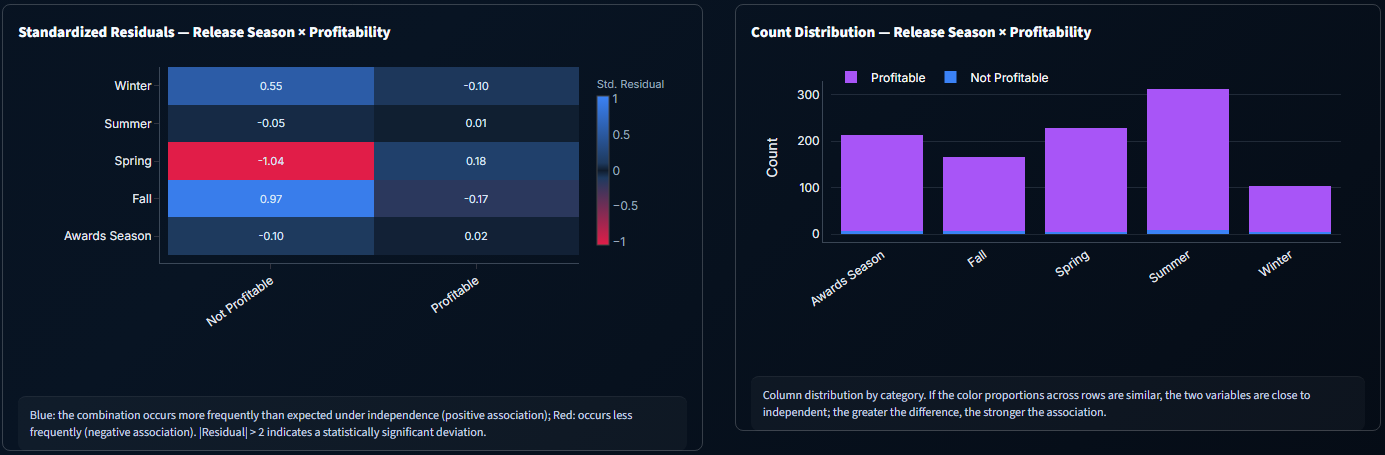 Standardized Residuals — Release Season × Profitability
Winter
0.55
-0.10
Summer
-0.05
0.01
Spring
-1.04
0.18
Fall
0.97
-0.17
Awards Season
-0.10
0.02
Not Profitable
Profitable
Std. Residual
1
0.5
0
−0.5
−1
Blue: the combination occurs more frequently than expected under independence (positive association); Red: occurs less
frequently (negative association). |Residual| > 2 indicates a statistically significant deviation.
Count Distribution — Release Season × Profitability
Profitable
Not Profitable
Count
300
200
100
0
Awards Season
Fall
Spring
Summer
Winter
Column distribution by category. If the color proportions across rows are similar, the two variables are close to
independent; the greater the difference, the stronger the association.